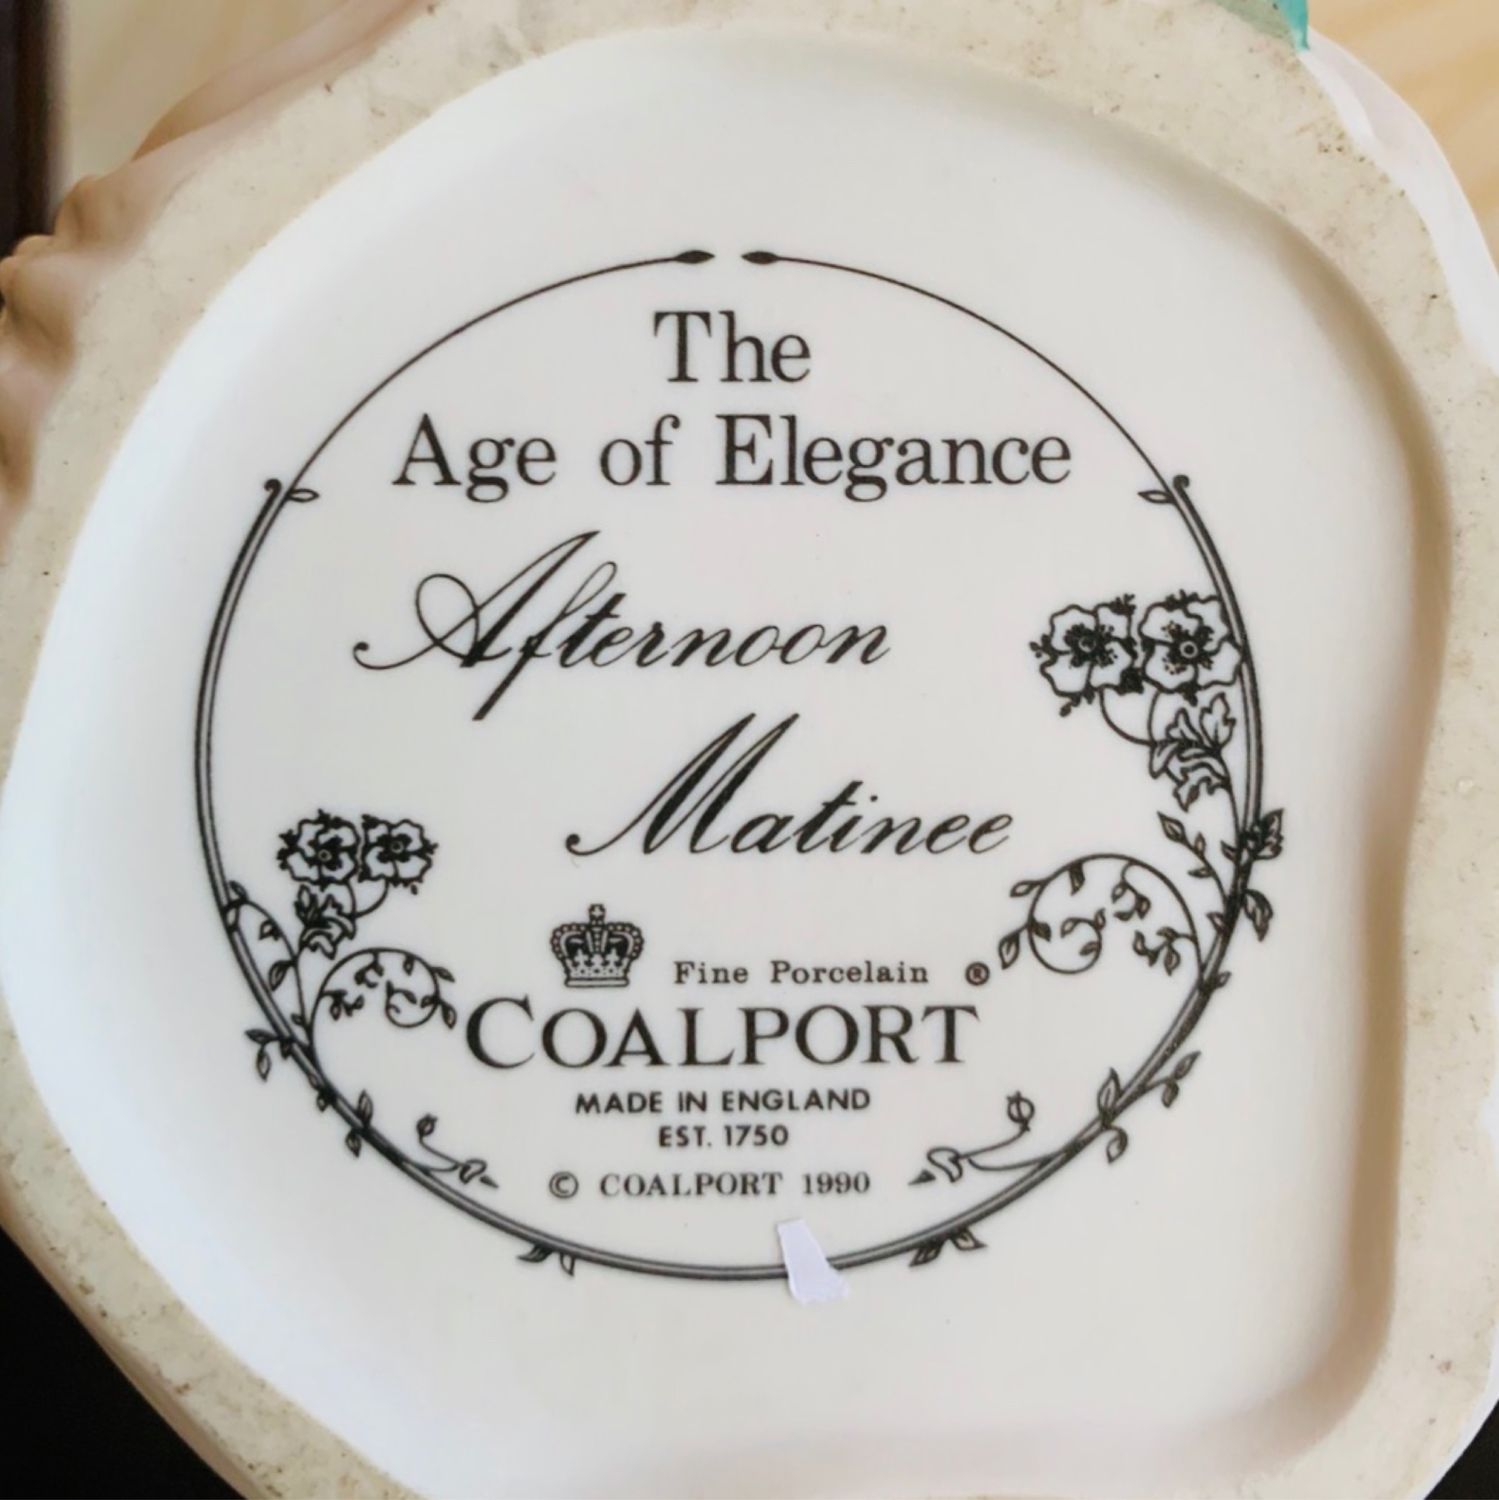 The
Age of Elegance
Afternoon
Matinee
Fine Porcelain ®
COALPORT
MADE IN ENGLAND
EST. 1750
© COALPORT 1990